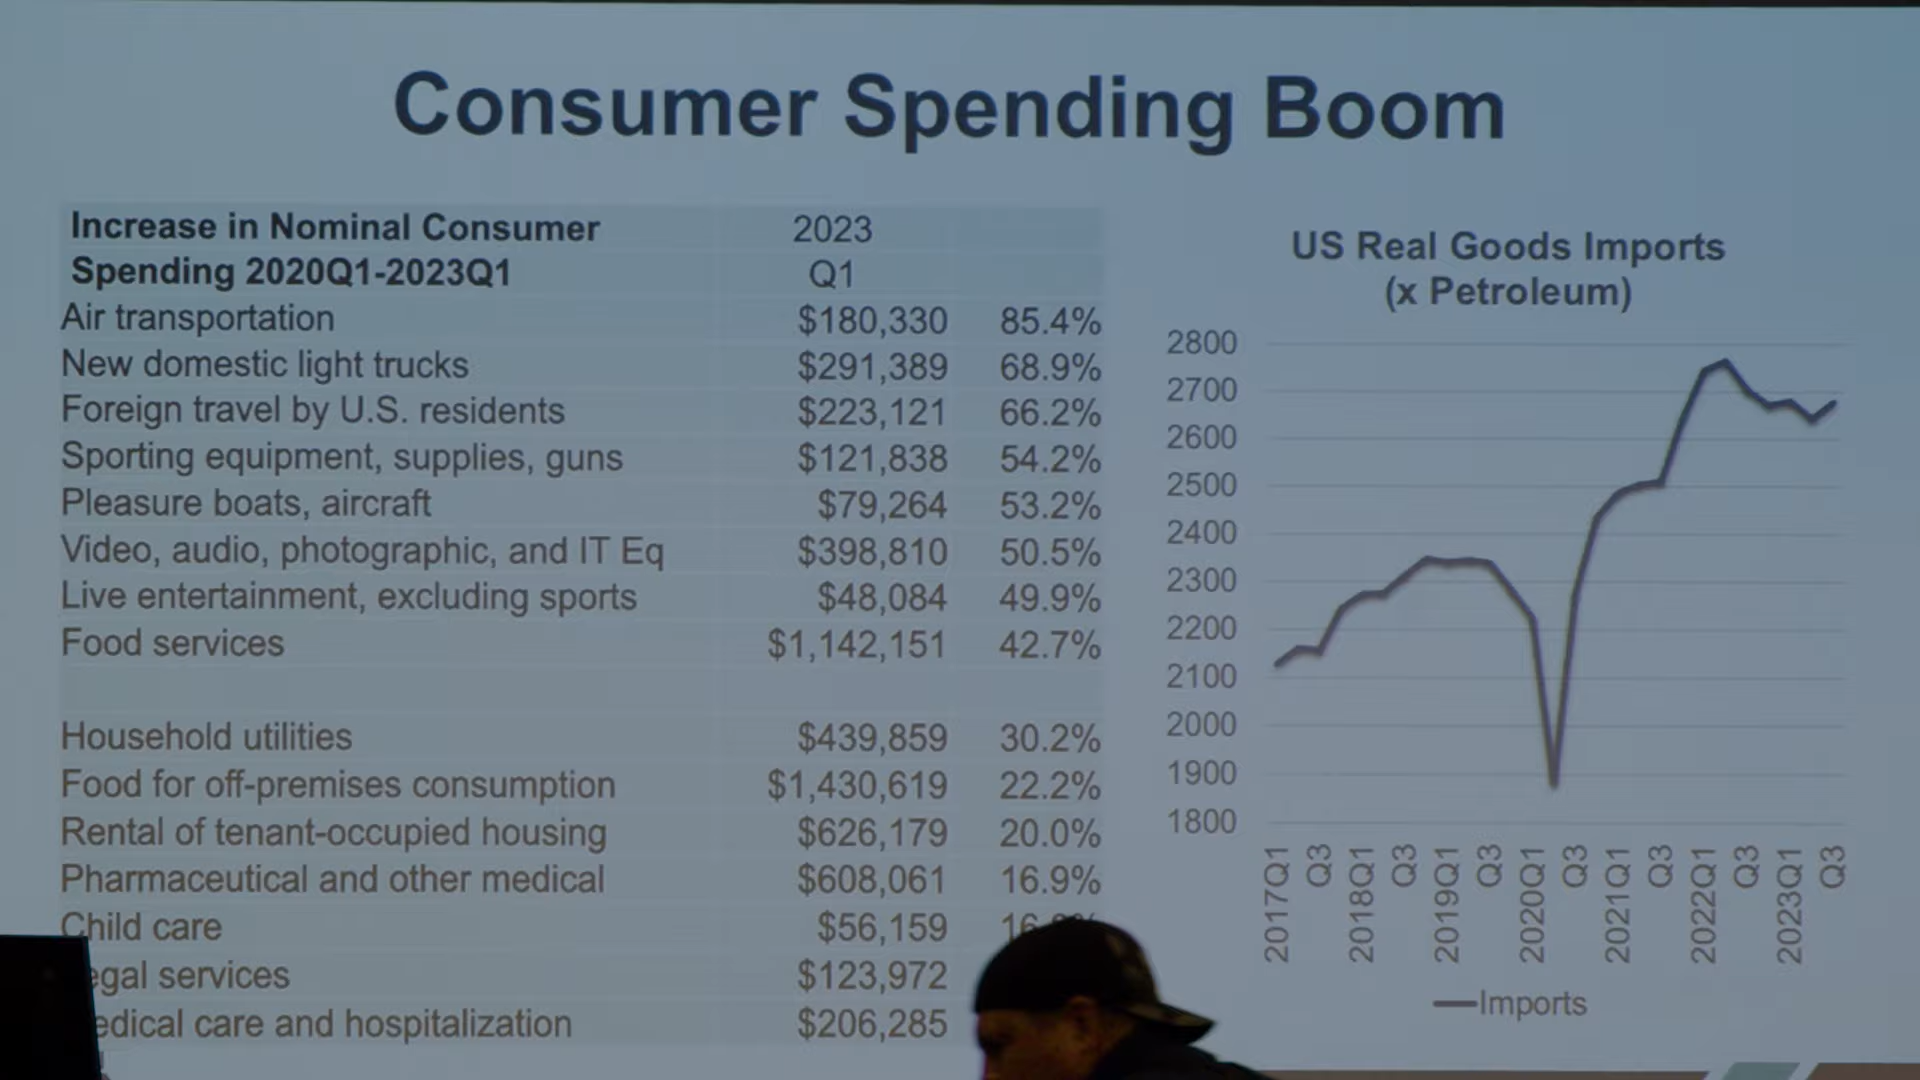 Consumer Spending Boom
Increase in Nominal Consumer 2023
Spending 2020Q1-2023Q1 Q1
Air transportation $180,330 85.4%
New domestic light trucks $291,389 68.9%
Foreign travel by U.S. residents $223,121 66.2%
Sporting equipment, supplies, guns $121,838 54.2%
Pleasure boats, aircraft $79,264 53.2%
Video, audio, photographic, and IT Eq $398,810 50.5%
Live entertainment, excluding sports $48,084 49.9%
Food services $1,142,151 42.7%
Household utilities $439,859 30.2%
Food for off-premises consumption $1,430,619 22.2%
Rental of tenant-occupied housing $626,179 20.0%
Pharmaceutical and other medical $608,061 16.9%
Child care $56,159
services $123,972
care and hospitalization $206,285
US Real Goods Imports
(x Petroleum)
2800
2700
2600
2500
2400
2300
2200
2100
2000
1900
1800
2017Q1 Q3 2018Q1 Q3 2019Q1 Q3 2020Q1 Q3 2021Q1 Q3 2022Q1 Q3 2023Q1 Q3
Imports